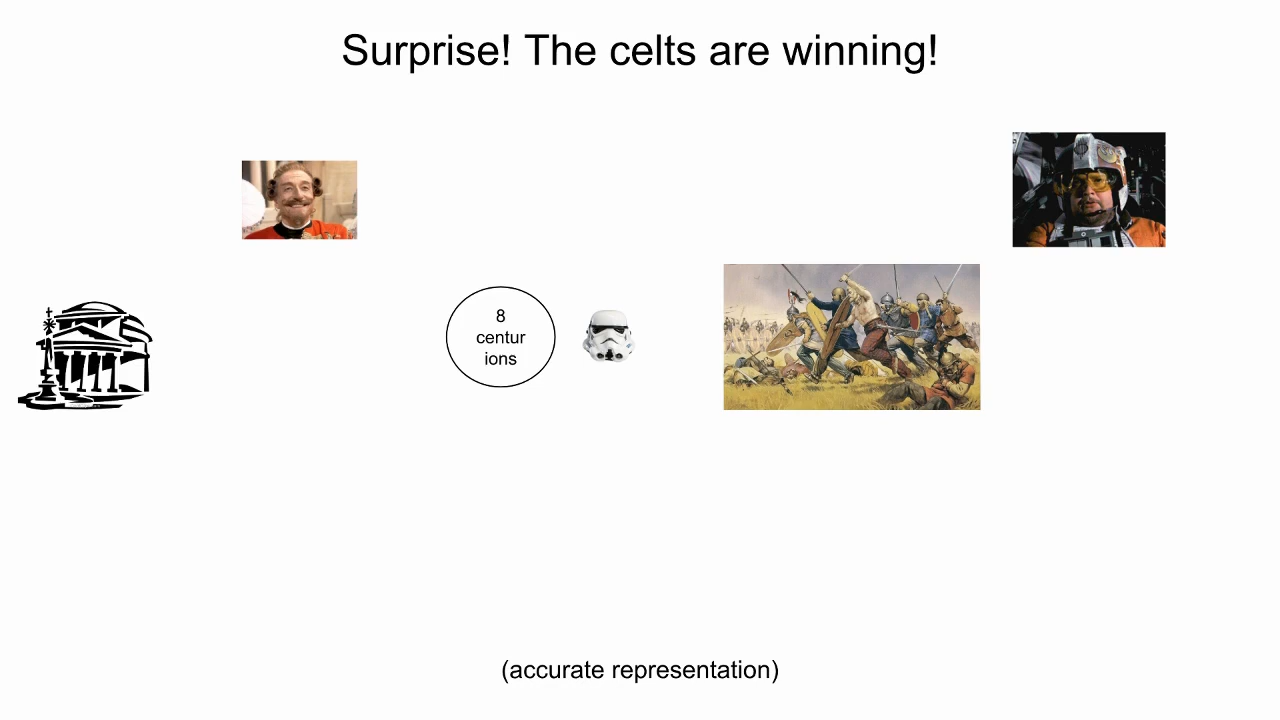 Surprise! The celts are winning!
8
centur
ions
(accurate representation)